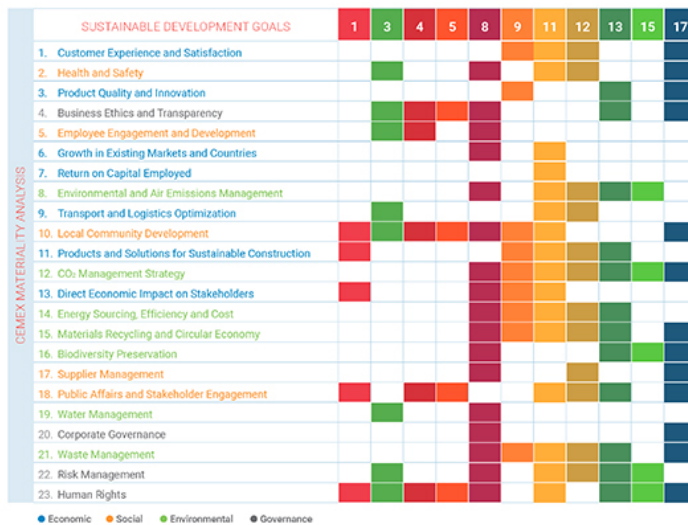 SUSTAINABLE DEVELOPMENT GOALS 1 3 4 5 8 9 11 12 13 15 17
CEMEX MATERIALITY ANALYSIS
1. Customer Experience and Satisfaction
2. Health and Safety
3. Product Quality and Innovation
4. Business Ethics and Transparency
5. Employee Engagement and Development
6. Growth in Existing Markets and Countries
7. Return on Capital Employed
8. Environmental and Air Emissions Management
9. Transport and Logistics Optimization
10. Local Community Development
11. Products and Solutions for Sustainable Construction
12. CO₂ Management Strategy
13. Direct Economic Impact on Stakeholders
14. Energy Sourcing, Efficiency and Cost
15. Materials Recycling and Circular Economy
16. Biodiversity Preservation
17. Supplier Management
18. Public Affairs and Stakeholder Engagement
19. Water Management
20. Corporate Governance
21. Waste Management
22. Risk Management
23. Human Rights
Economic Social Environmental Governance